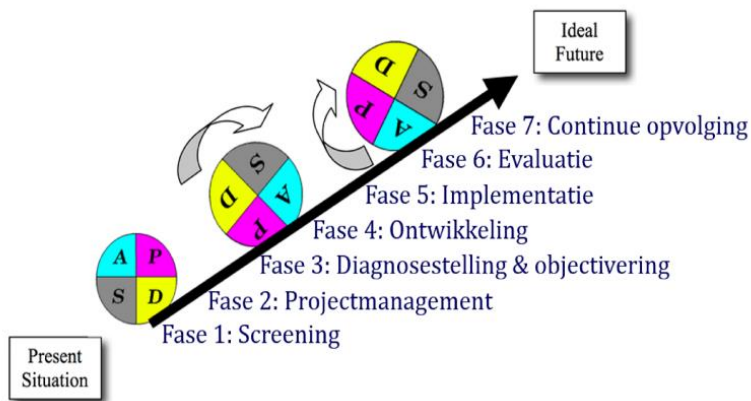 Ideal
Future
D
S
P
A
S
D
A
P
A
P
S
D
Fase 7: Continue opvolging
Fase 6: Evaluatie
Fase 5: Implementatie
Fase 4: Ontwikkeling
Fase 3: Diagnosestelling & objectivering
Fase 2: Projectmanagement
Fase 1: Screening
Present
Situation